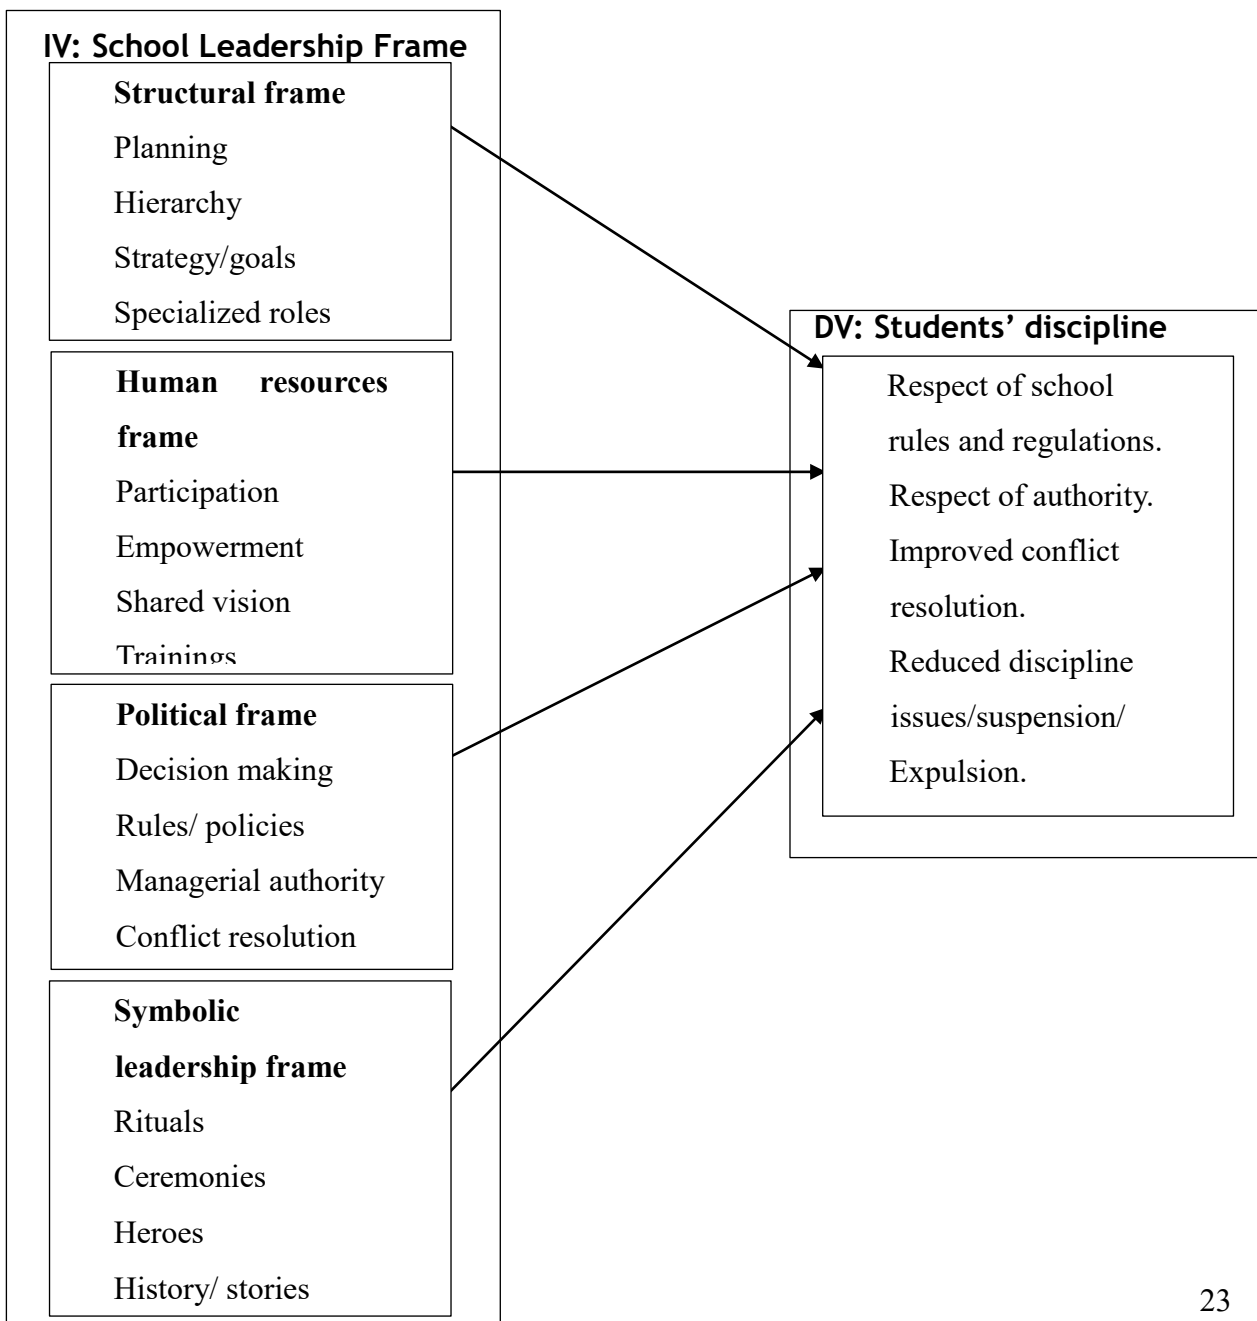 IV: School Leadership Frame
Structural frame
Planning
Hierarchy
Strategy/goals
Specialized roles
Human resources
frame
Participation
Empowerment
Shared vision
Trainings
Political frame
Decision making
Rules/ policies
Managerial authority
Conflict resolution
Symbolic
leadership frame
Rituals
Ceremonies
Heroes
History/ stories
DV: Students’ discipline
Respect of school
rules and regulations.
Respect of authority.
Improved conflict
resolution.
Reduced discipline
issues/suspension/
Expulsion.
23